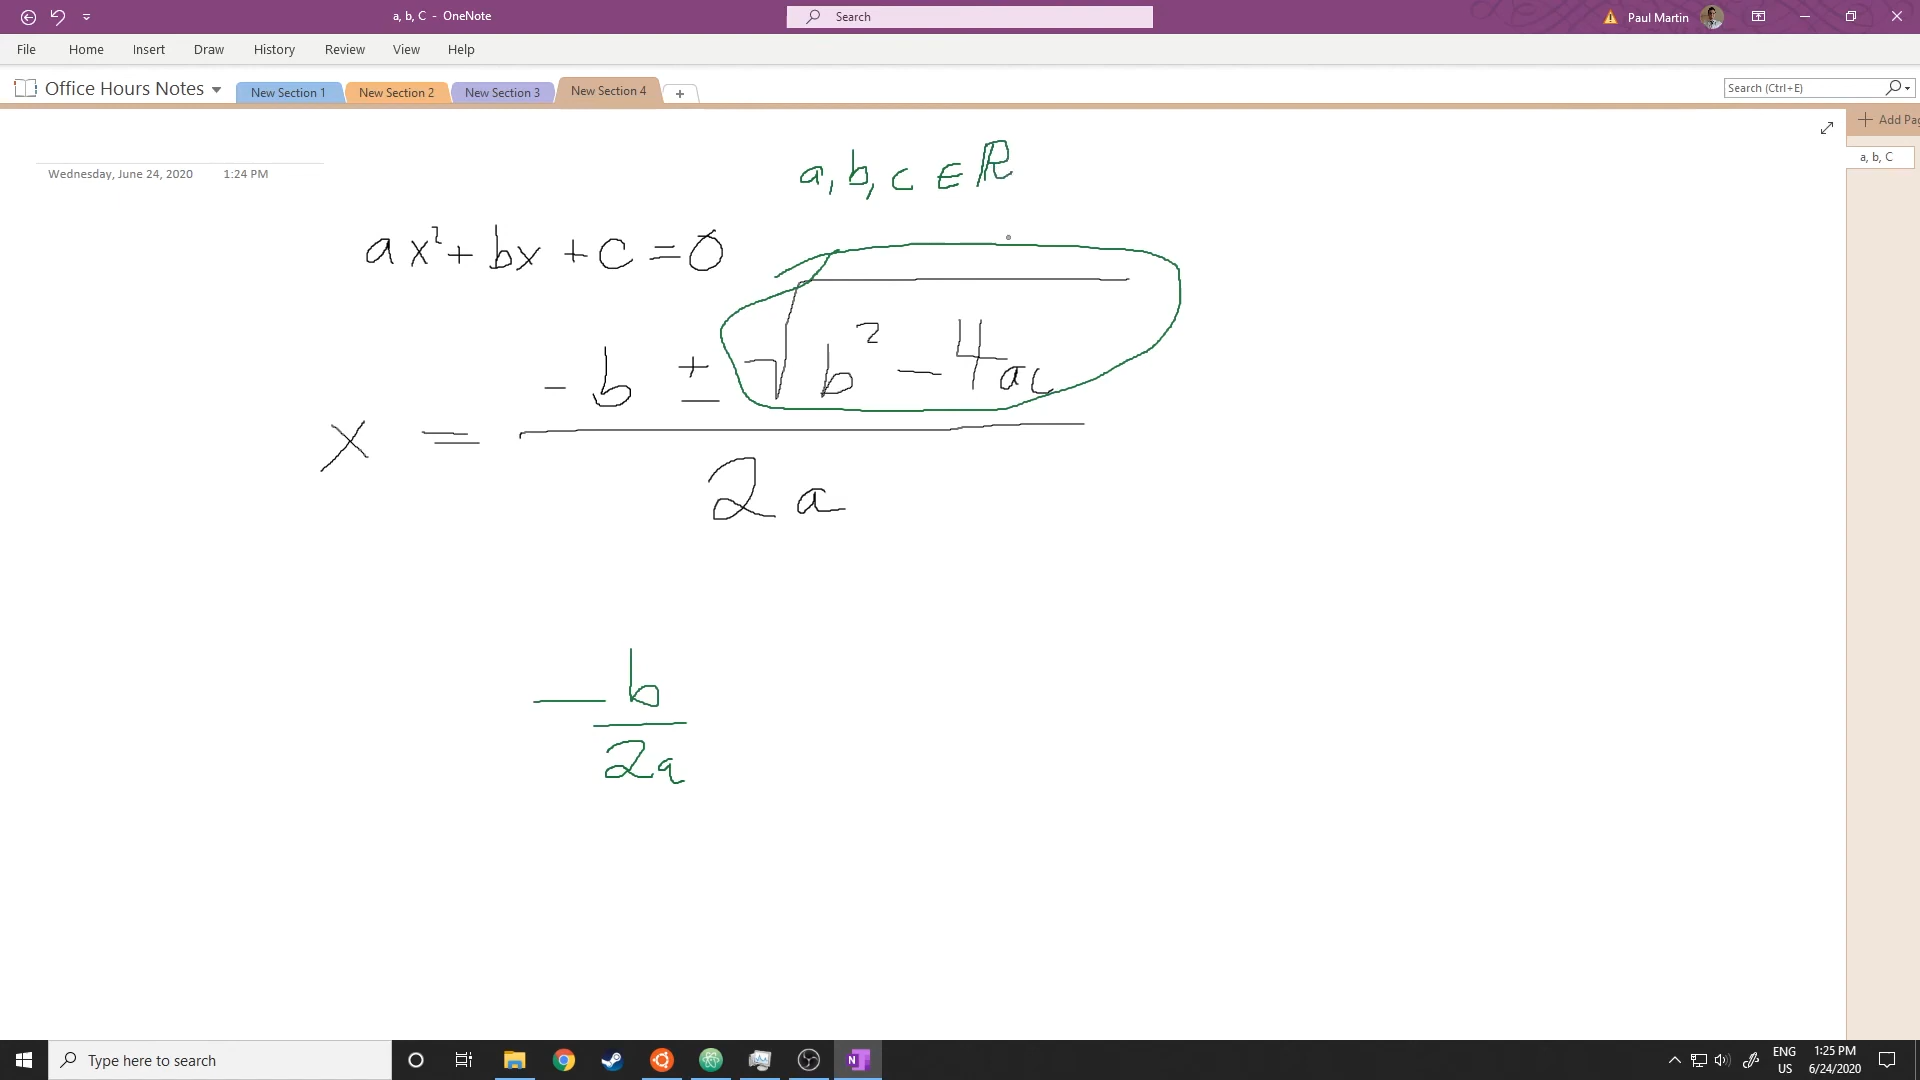 a, b, C - OneNote
Search
Paul Martin
File Home Insert Draw History Review View Help
Office Hours Notes
New Section 1 New Section 2 New Section 3 New Section 4 +
Search (Ctrl+E)
Add Pag
a, b, C
Wednesday, June 24, 2020 1:24 PM
a, b, c ∈ ℝ
ax² + bx + c = 0
x = (-b ± √(b² - 4ac)) / 2a
-b / 2a
Type here to search
ENG
US
1:25 PM
6/24/2020